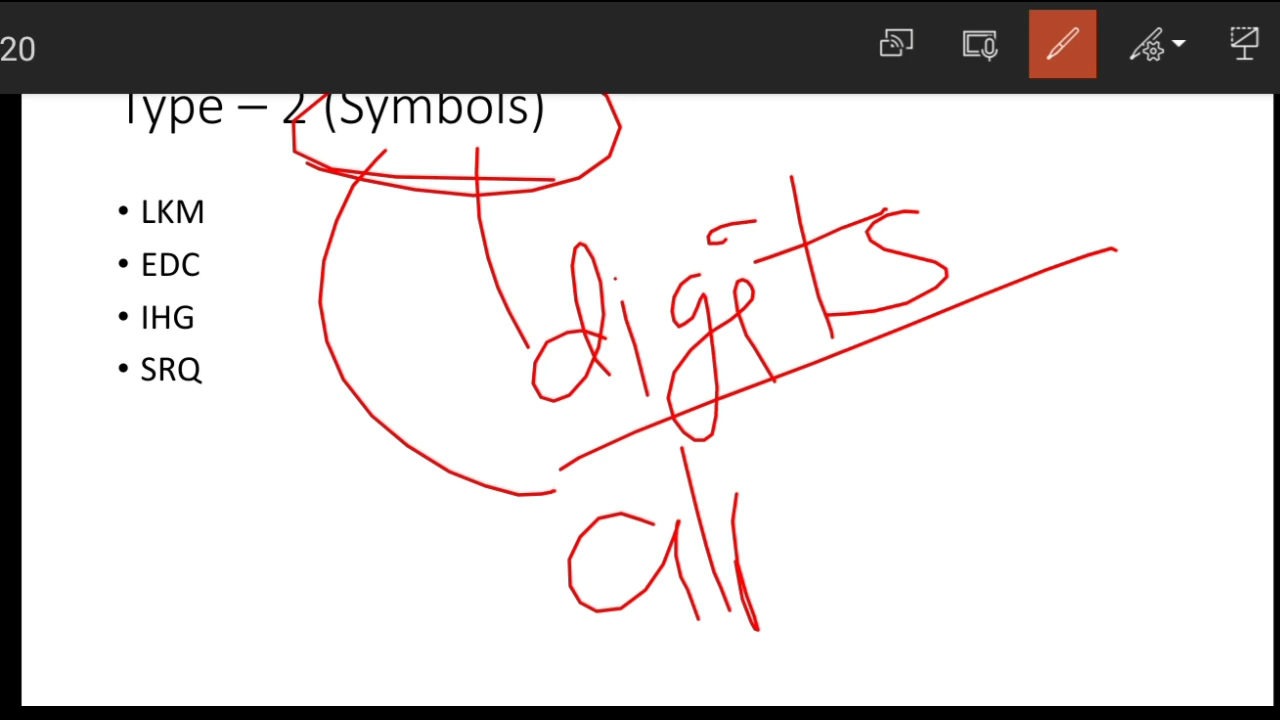 20
Type – 2 (Symbols)
• LKM
• EDC
• IHG
• SRQ
digits
all